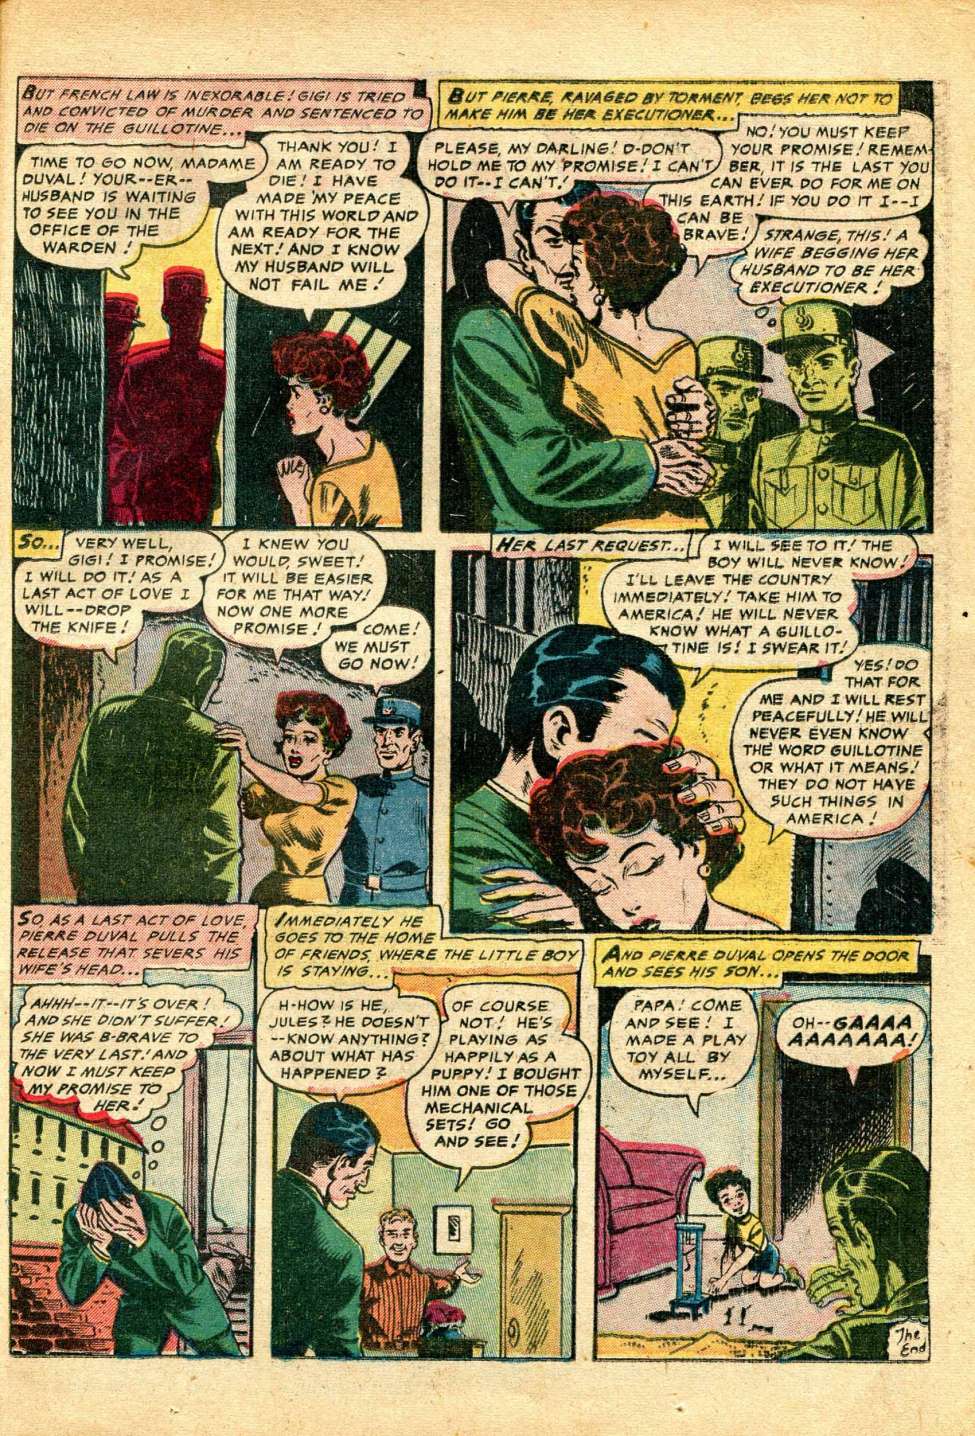 BUT FRENCH LAW IS INEXORABLE! GIGI IS TRIED
AND CONVICTED OF MURDER AND SENTENCED TO
DIE ON THE GUILLOTINE...
TIME TO GO NOW, MADAME
DUVAL! YOUR--ER--
HUSBAND IS WAITING
TO SEE YOU IN THE
OFFICE OF THE
WARDEN!
THANK YOU! I
AM READY TO
DIE! I HAVE
MADE MY PEACE
WITH THIS WORLD AND
AM READY FOR THE
NEXT! AND I KNOW
MY HUSBAND WILL
NOT FAIL ME!
BUT PIERRE, RAVAGED BY TORMENT, BEGS HER NOT TO
MAKE HIM BE HER EXECUTIONER...
PLEASE, MY DARLING! D-DON'T
HOLD ME TO MY PROMISE! I CAN'T
DO IT--I CAN'T!
NO! YOU MUST KEEP
YOUR PROMISE! REMEM-
BER, IT IS THE LAST YOU
CAN EVER DO FOR ME ON
THIS EARTH! IF YOU DO IT I--I
CAN BE
BRAVE!
STRANGE, THIS! A
WIFE BEGGING HER
HUSBAND TO BE HER
EXECUTIONER!
SO...
VERY WELL,
GIGI! I PROMISE!
I WILL DO IT! AS A
LAST ACT OF LOVE I
WILL--DROP
THE KNIFE!
I KNEW YOU
WOULD, SWEET!
IT WILL BE EASIER
FOR ME THAT WAY!
NOW ONE MORE
PROMISE!
COME!
WE MUST
GO NOW!
HER LAST REQUEST...
I WILL SEE TO IT! THE
BOY WILL NEVER KNOW!
I'LL LEAVE THE COUNTRY
IMMEDIATELY! TAKE HIM TO
AMERICA! HE WILL NEVER
KNOW WHAT A GUILLO-
TINE IS! I SWEAR IT!
YES! DO
THAT FOR
ME AND I WILL REST
PEACEFULLY! HE WILL
NEVER EVEN KNOW
THE WORD GUILLOTINE
OR WHAT IT MEANS!
THEY DO NOT HAVE
SUCH THINGS IN
AMERICA!
SO AS A LAST ACT OF LOVE,
PIERRE DUVAL PULLS THE
RELEASE THAT SEVERS HIS
WIFE'S HEAD...
AHHH--IT--IT'S OVER!
AND SHE DIDN'T SUFFER!
SHE WAS B-BRAVE TO
THE VERY LAST! AND
NOW I MUST KEEP
MY PROMISE TO
HER!
IMMEDIATELY HE
GOES TO THE HOME
OF FRIENDS, WHERE THE LITTLE BOY
IS STAYING...
H-HOW IS HE,
JULES? HE DOESN'T
--KNOW ANYTHING?
ABOUT WHAT HAS
HAPPENED?
OF COURSE
NOT! HE'S
PLAYING AS
HAPPILY AS A
PUPPY! I BOUGHT
HIM ONE OF THOSE
MECHANICAL
SETS! GO
AND SEE!
AND PIERRE DUVAL OPENS THE DOOR
AND SEES HIS SON...
PAPA! COME
AND SEE! I
MADE A PLAY
TOY ALL BY
MYSELF...
OH--GAAAA
AAAAAAA!
The
End